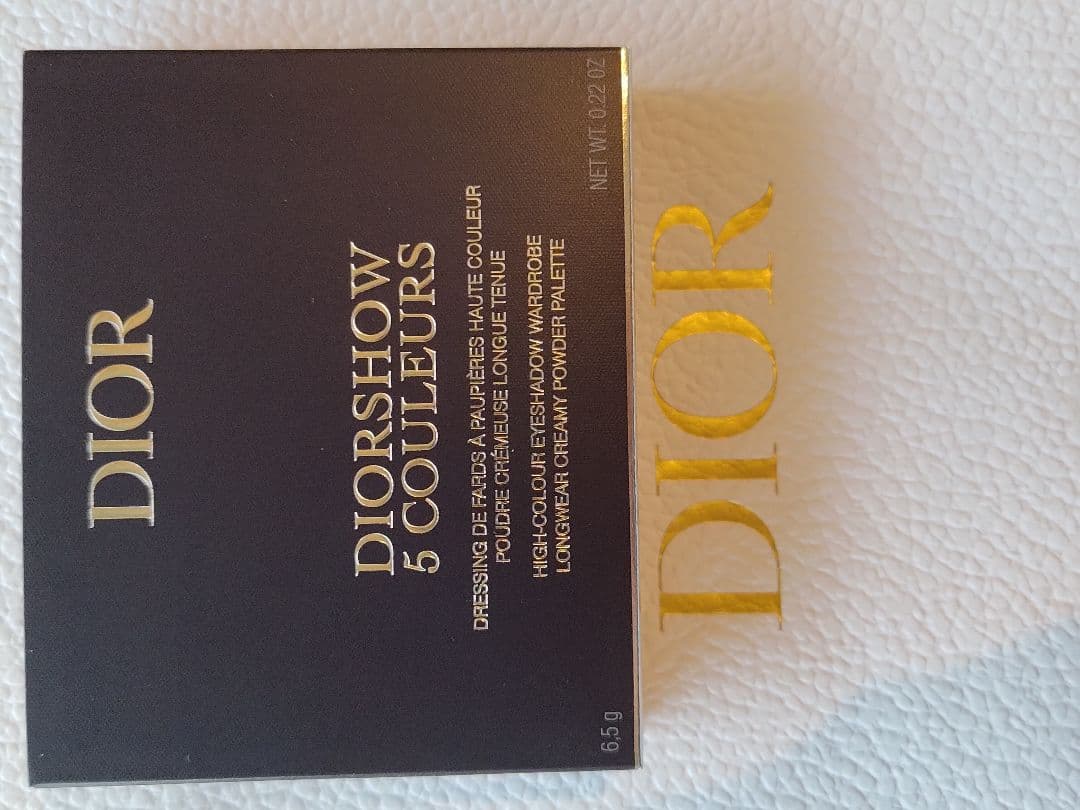 DIOR
DIORSHOW
5 COULEURS
DRESSING DE FARDS À PAUPIÈRES HAUTE COULEUR
POUDRE CRÉMEUSE LONGUE TENUE
HIGH-COLOUR EYESHADOW WARDROBE
LONGWEAR CREAMY POWDER PALETTE
6,5 g NET WT. 0.22 OZ
DIOR